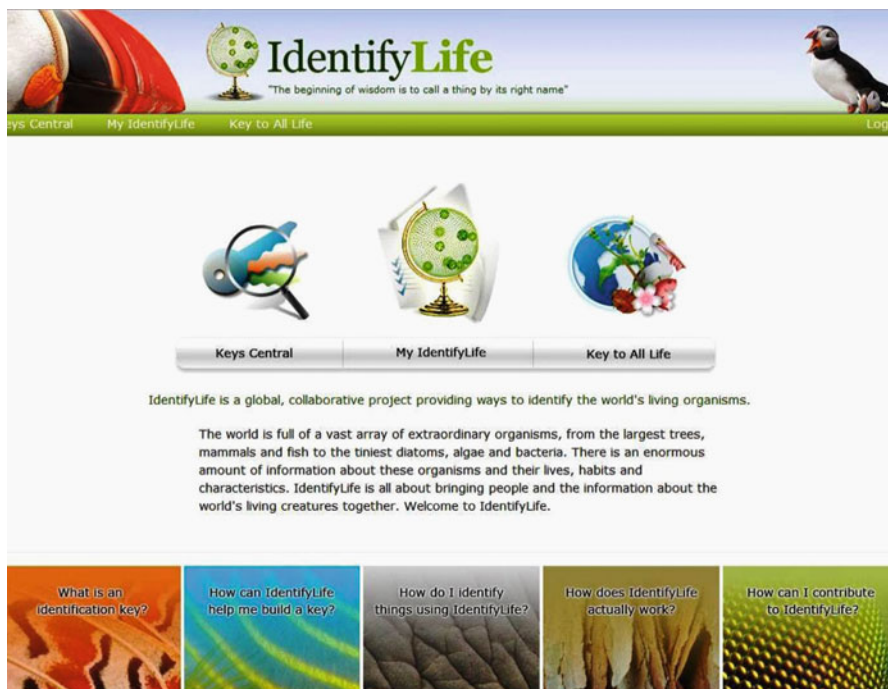 IdentifyLife
"The beginning of wisdom is to call a thing by its right name"
eys Central My IdentifyLife Key to All Life Log
Keys Central My IdentifyLife Key to All Life
IdentifyLife is a global, collaborative project providing ways to identify the world's living organisms.
The world is full of a vast array of extraordinary organisms, from the largest trees,
mammals and fish to the tiniest diatoms, algae and bacteria. There is an enormous
amount of information about these organisms and their lives, habits and
characteristics. IdentifyLife is all about bringing people and the information about the
world's living creatures together. Welcome to IdentifyLife.
What is an
identification key?
How can IdentifyLife
help me build a key?
How do I identify
things using IdentifyLife?
How does IdentifyLife
actually work?
How can I contribute
to IdentifyLife?